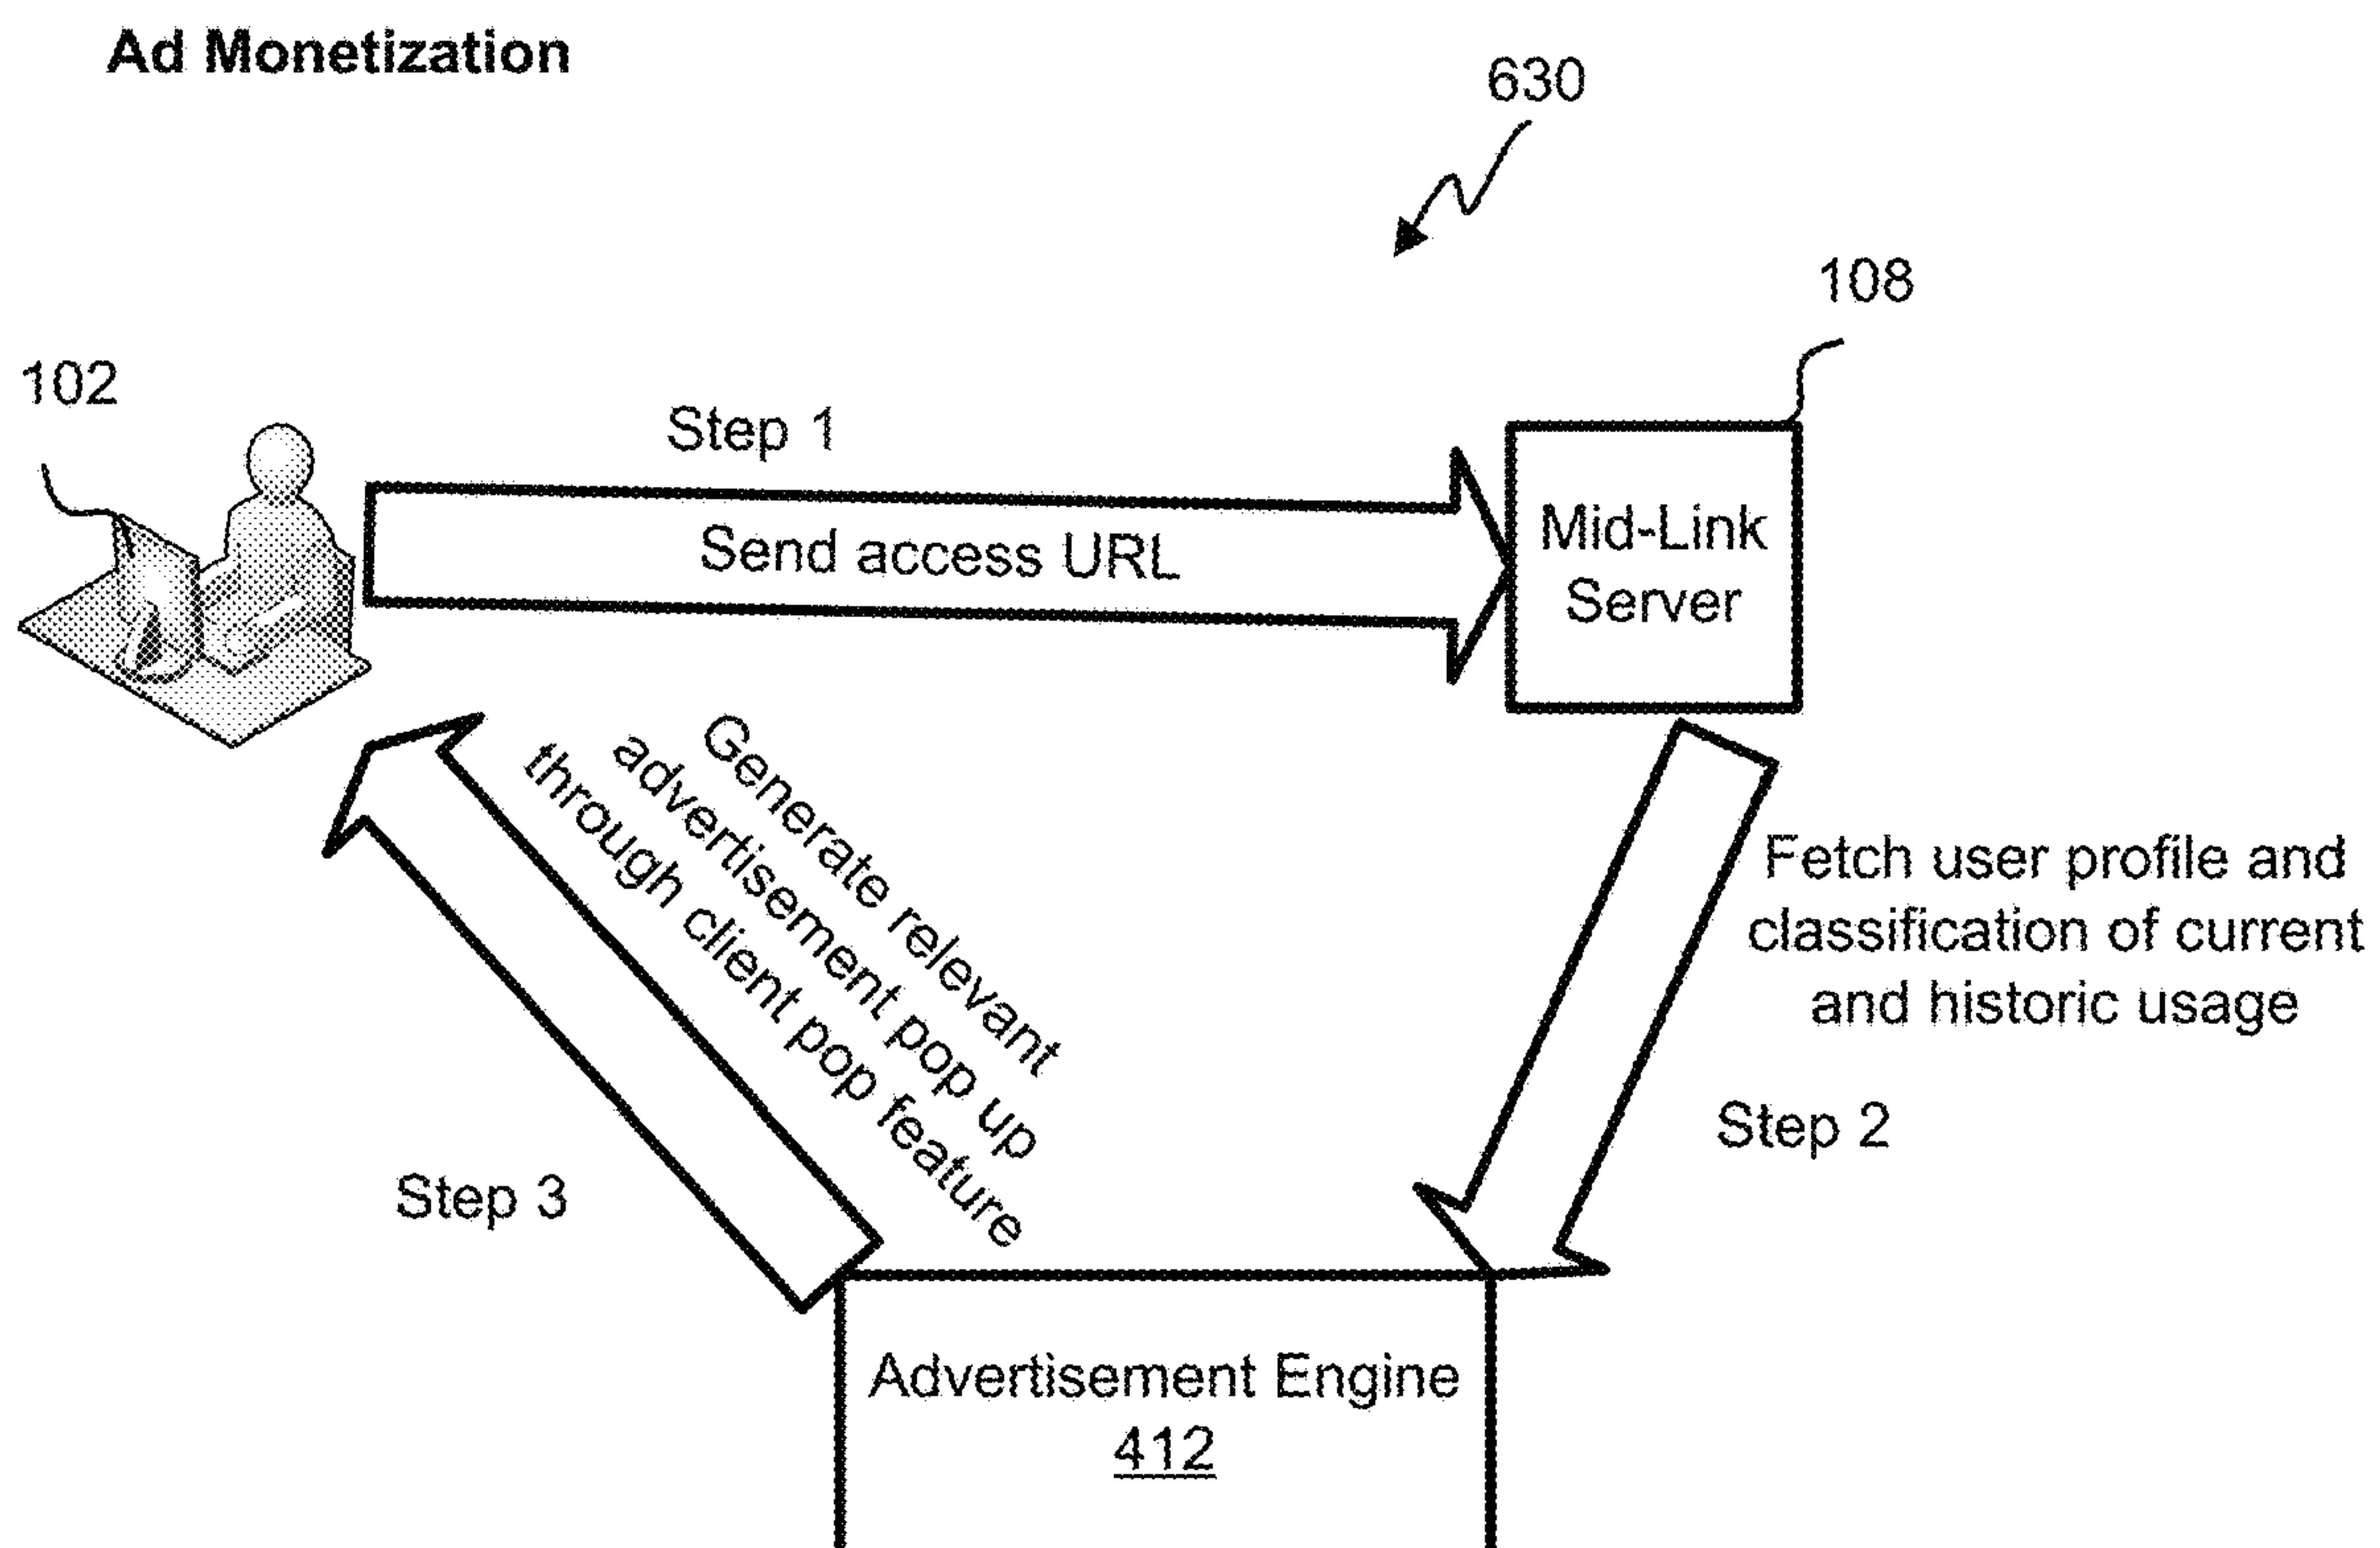 Ad Monetization
630
108
102
Step 1
Send access URL
Mid-Link
Server
Generate relevant
advertisement pop up
through client pop feature
Fetch user profile and
classification of current
and historic usage
Step 2
Step 3
Advertisement Engine
412